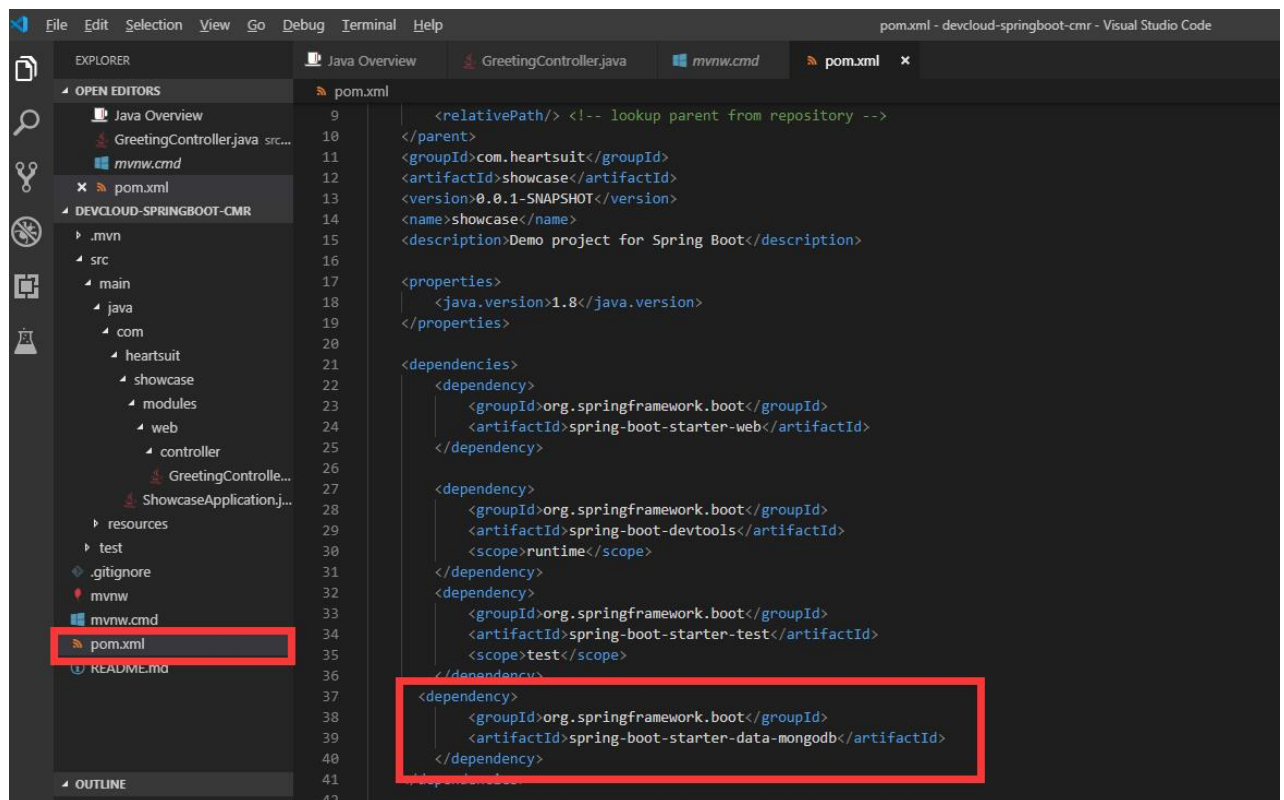 File Edit Selection View Go Debug Terminal Help
pom.xml - devcloud-springboot-cmr - Visual Studio Code
EXPLORER
OPEN EDITORS
Java Overview
GreetingController.java src...
mvnw.cmd
pom.xml
DEVCLOUD-SPRINGBOOT-CMR
.mvn
src
main
java
com
heartsuit
showcase
modules
web
controller
GreetingControlle...
ShowcaseApplication.j...
resources
test
.gitignore
mvnw
mvnw.cmd
pom.xml
README.md
OUTLINE
Java Overview GreetingController.java mvnw.cmd pom.xml
pom.xml
9 <relativePath/> <!-- lookup parent from repository -->
10 </parent>
11 <groupId>com.heartsuit</groupId>
12 <artifactId>showcase</artifactId>
13 <version>0.0.1-SNAPSHOT</version>
14 <name>showcase</name>
15 <description>Demo project for Spring Boot</description>
16
17 <properties>
18 <java.version>1.8</java.version>
19 </properties>
20
21 <dependencies>
22 <dependency>
23 <groupId>org.springframework.boot</groupId>
24 <artifactId>spring-boot-starter-web</artifactId>
25 </dependency>
26
27 <dependency>
28 <groupId>org.springframework.boot</groupId>
29 <artifactId>spring-boot-devtools</artifactId>
30 <scope>runtime</scope>
31 </dependency>
32 <dependency>
33 <groupId>org.springframework.boot</groupId>
34 <artifactId>spring-boot-starter-test</artifactId>
35 <scope>test</scope>
36 </dependency>
37 <dependency>
38 <groupId>org.springframework.boot</groupId>
39 <artifactId>spring-boot-starter-data-mongodb</artifactId>
40 </dependency>
41 </dependencies>
42